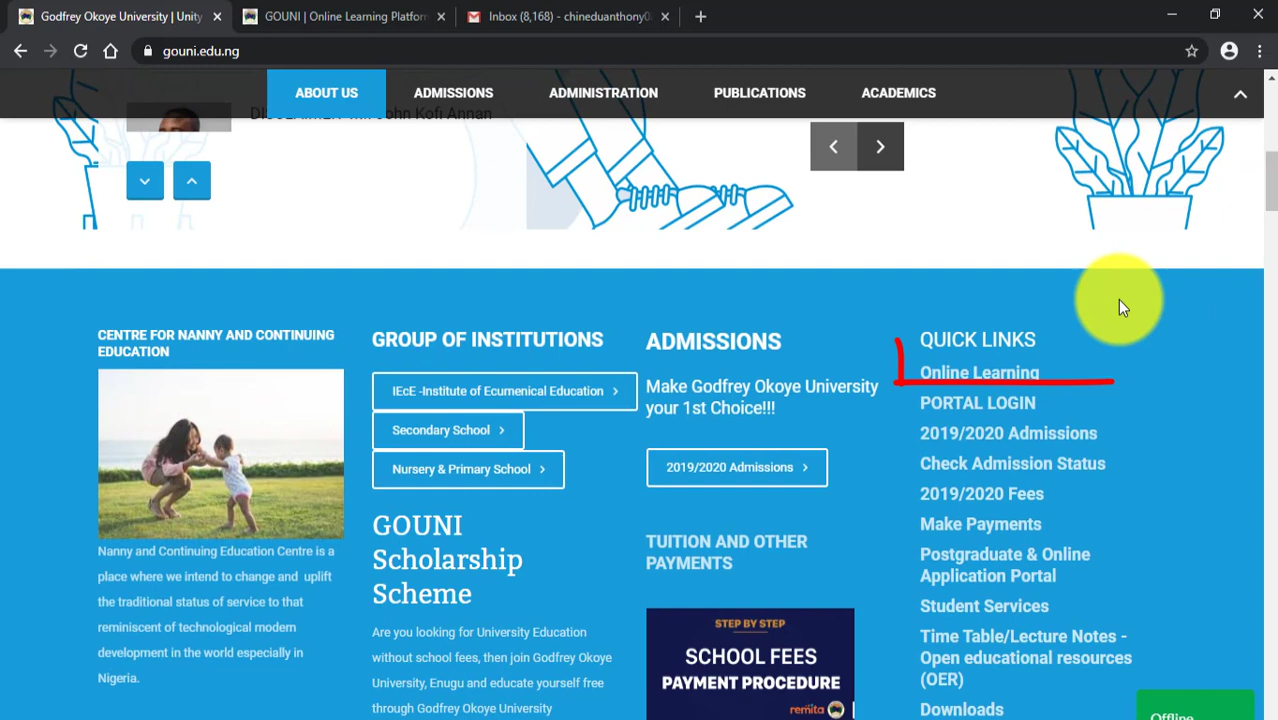 Godfrey Okoye University | Unity
GOUNI | Online Learning Platform
Inbox (8,168) - chineduanthony0
gouni.edu.ng
ABOUT US
ADMISSIONS
ADMINISTRATION
PUBLICATIONS
ACADEMICS
John Kofi Annan
CENTRE FOR NANNY AND CONTINUING
EDUCATION
Nanny and Continuing Education Centre is a
place where we intend to change and uplift
the traditional status of service to that
reminiscent of technological modern
development in the world especially in
Nigeria.
GROUP OF INSTITUTIONS
IEcE -Institute of Ecumenical Education
Secondary School
Nursery & Primary School
GOUNI
Scholarship
Scheme
Are you looking for University Education
without school fees, then join Godfrey Okoye
University, Enugu and educate yourself free
through Godfrey Okoye University
ADMISSIONS
Make Godfrey Okoye University
your 1st Choice!!!
2019/2020 Admissions
TUITION AND OTHER
PAYMENTS
STEP BY STEP
SCHOOL FEES
PAYMENT PROCEDURE
remita
QUICK LINKS
Online Learning
PORTAL LOGIN
2019/2020 Admissions
Check Admission Status
2019/2020 Fees
Make Payments
Postgraduate & Online
Application Portal
Student Services
Time Table/Lecture Notes -
Open educational resources
(OER)
Downloads
Offline